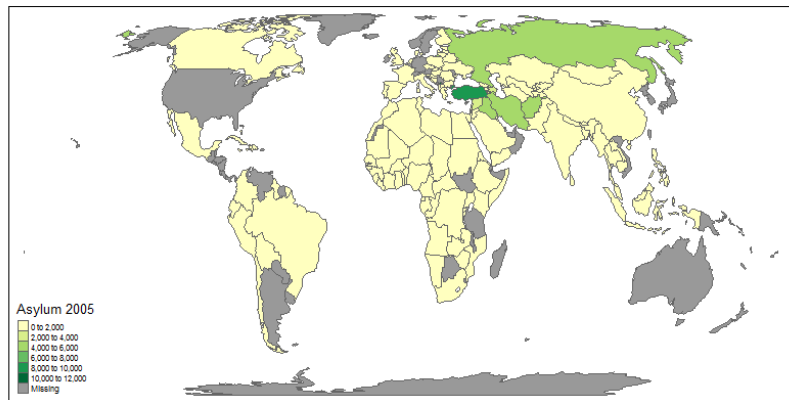 Asylum 2005
0 to 2,000
2,000 to 4,000
4,000 to 6,000
6,000 to 8,000
8,000 to 10,000
10,000 to 12,000
Missing